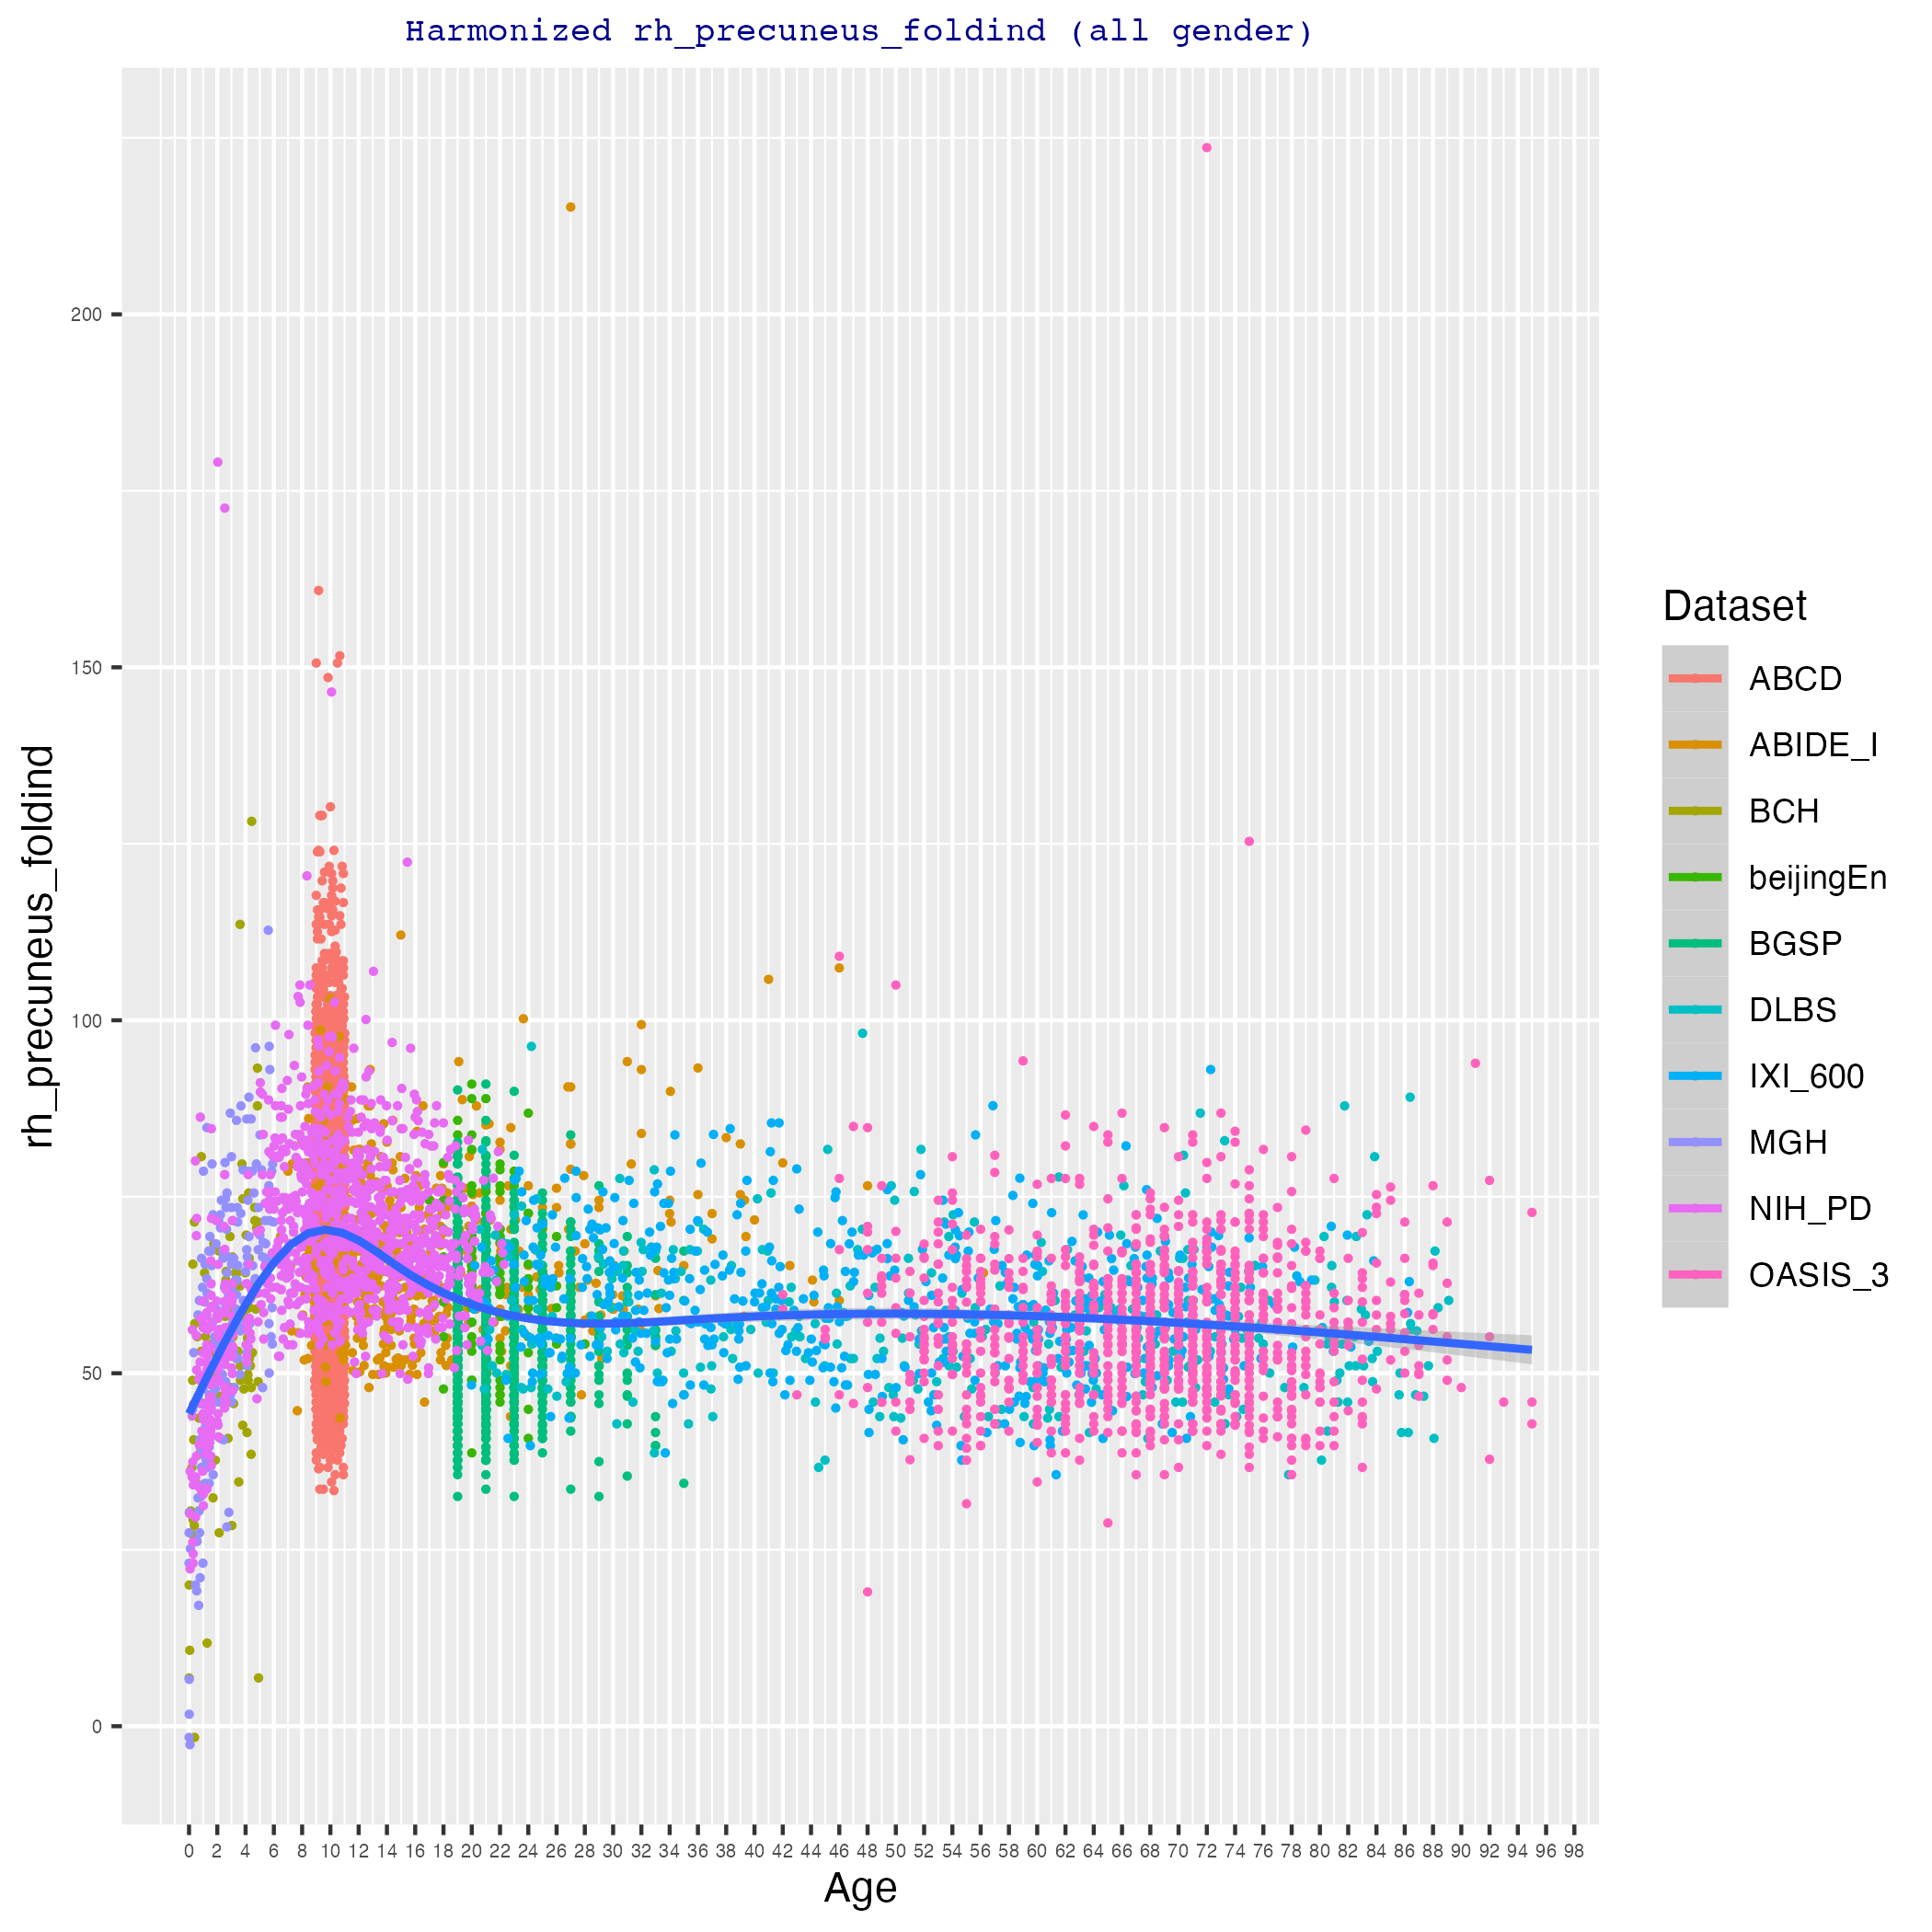 Harmonized rh_precuneus_foldind (all gender)
rh_precuneus_foldind
200
150
100
50
0
0 2 4 6 8 10 12 14 16 18 20 22 24 26 28 30 32 34 36 38 40 42 44 46 48 50 52 54 56 58 60 62 64 66 68 70 72 74 76 78 80 82 84 86 88 90 92 94 96 98
Age
Dataset
ABCD
ABIDE_I
BCH
beijingEn
BGSP
DLBS
IXI_600
MGH
NIH_PD
OASIS_3